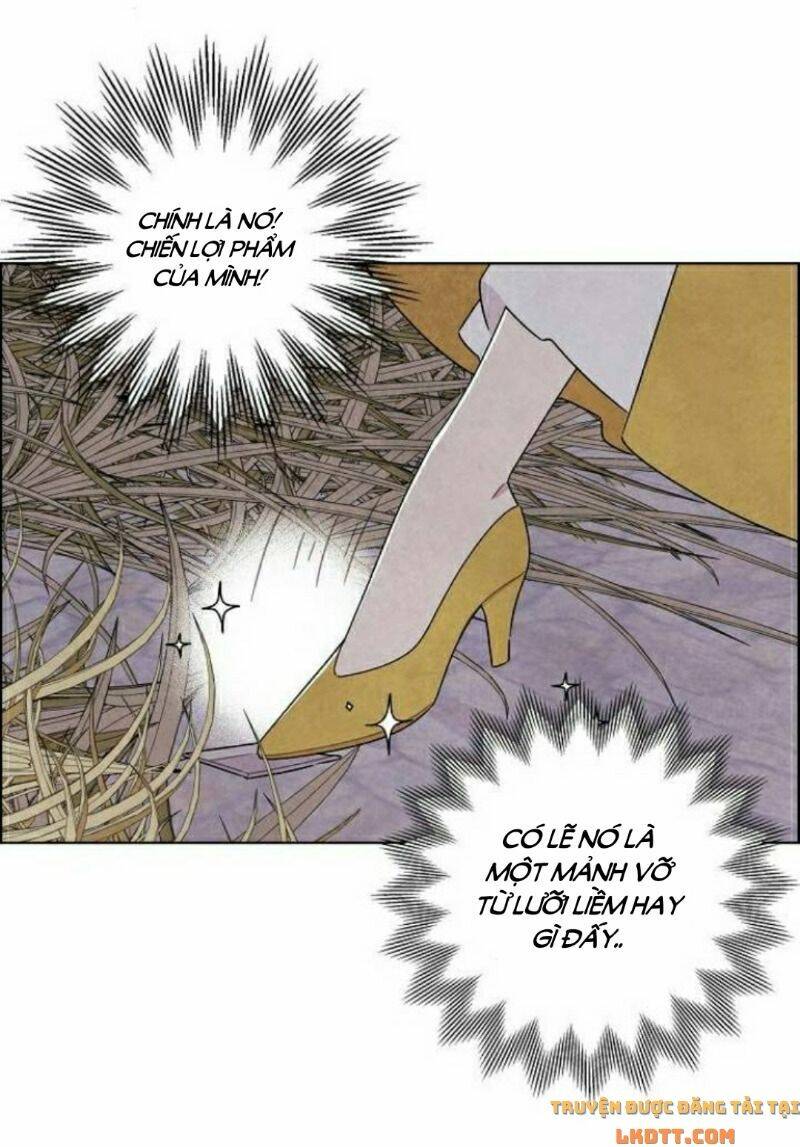 CHÍNH LÀ NÓ!
CHIẾN LỢI PHẨM
CỦA MÌNH!
CÓ LẼ NÓ LÀ
MỘT MẢNH VỠ
TỪ LƯỠI LIỀM HAY
GÌ ĐẤY..
TRUYỆN ĐƯỢC ĐĂNG TẢI TẠI
LKDTT.COM